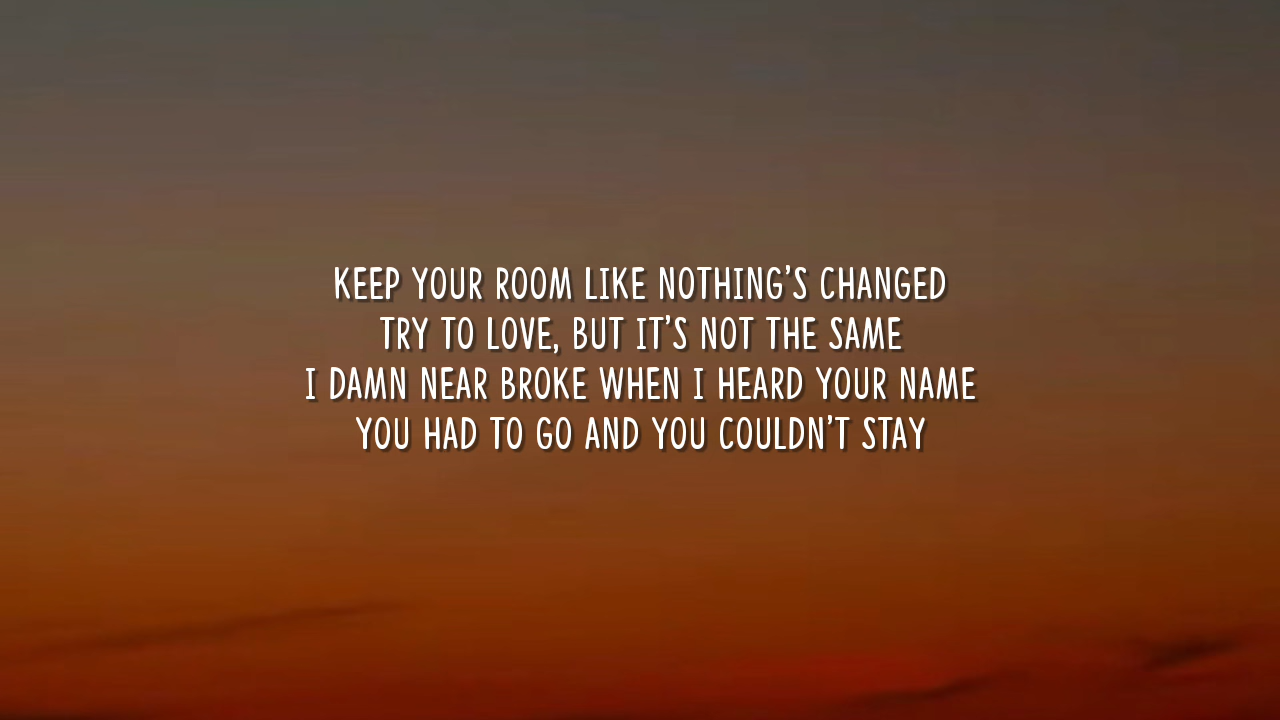 KEEP YOUR ROOM LIKE NOTHING'S CHANGED
TRY TO LOVE, BUT IT'S NOT THE SAME
I DAMN NEAR BROKE WHEN I HEARD YOUR NAME
YOU HAD TO GO AND YOU COULDN'T STAY